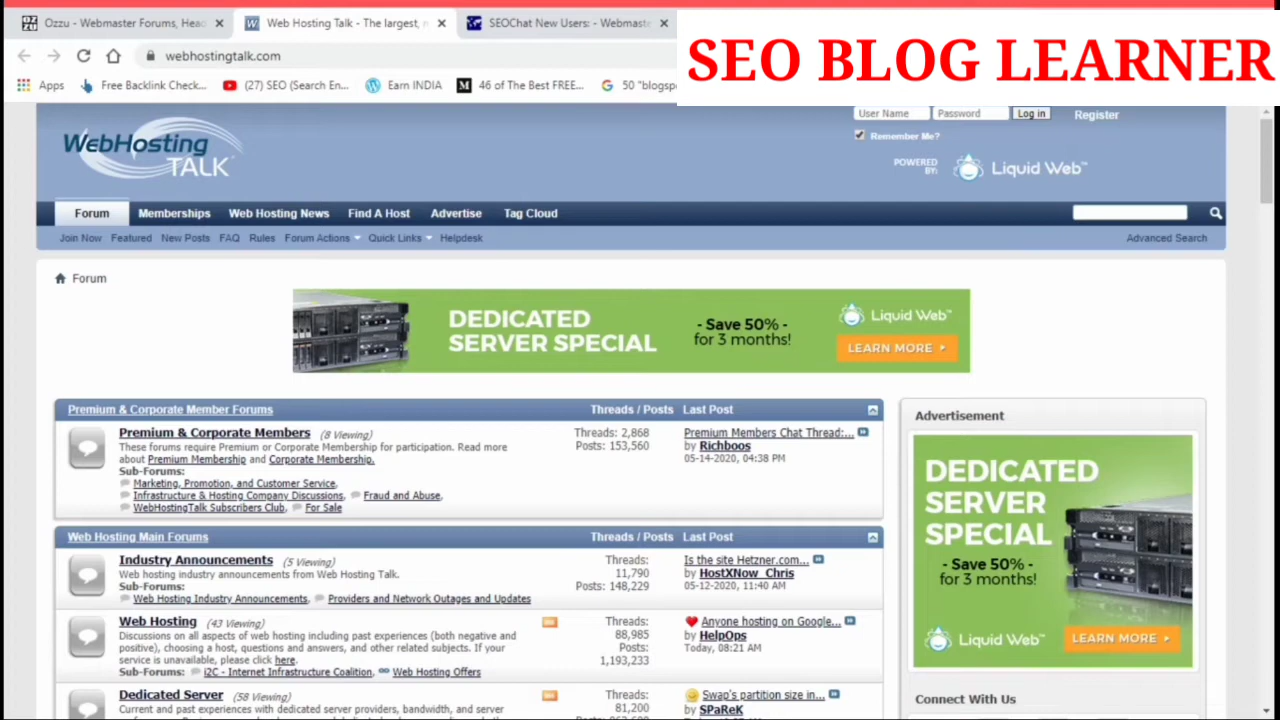 Ozzu - Webmaster Forums, Head
Web Hosting Talk - The largest, n
SEOChat New Users: - Webmaste
SEO BLOG LEARNER
webhostingtalk.com
Apps
Free Backlink Check...
(27) SEO (Search En...
Earn INDIA
46 of The Best FREE...
50 "blogsp
WebHosting TALK
User Name
Password
Log in
Register
Remember Me?
POWERED BY:
Liquid Web™
Forum
Memberships
Web Hosting News
Find A Host
Advertise
Tag Cloud
Join Now
Featured
New Posts
FAQ
Rules
Forum Actions
Quick Links
Helpdesk
Advanced Search
Forum
DEDICATED
SERVER SPECIAL
- Save 50% -
for 3 months!
Liquid Web™
LEARN MORE
Premium & Corporate Member Forums
Threads / Posts
Last Post
Premium & Corporate Members (8 Viewing)
These forums require Premium or Corporate Membership for participation. Read more
about Premium Membership and Corporate Membership.
Sub-Forums:
Marketing, Promotion, and Customer Service,
Infrastructure & Hosting Company Discussions, Fraud and Abuse,
WebHostingTalk Subscribers Club, For Sale
Threads: 2,868
Posts: 153,560
Premium Members Chat Thread:...
by Richboos
05-14-2020, 04:38 PM
Web Hosting Main Forums
Threads / Posts
Last Post
Industry Announcements (5 Viewing)
Web hosting industry announcements from Web Hosting Talk.
Sub-Forums:
Web Hosting Industry Announcements, Providers and Network Outages and Updates
Threads:
11,790
Posts: 148,229
Is the site Hetzner.com...
by HostXNow_Chris
05-12-2020, 11:40 AM
Web Hosting (43 Viewing)
Discussions on all aspects of web hosting including past experiences (both negative and
positive), choosing a host, questions and answers, and other related subjects. If your
service is unavailable, please click here.
Sub-Forums: i2C - Internet Infrastructure Coalition, Web Hosting Offers
Threads:
88,985
Posts:
1,193,233
Anyone hosting on Google...
by HelpOps
Today, 08:21 AM
Dedicated Server (58 Viewing)
Current and past experiences with dedicated server providers, bandwidth, and server
Threads:
81,200
Swap's partition size in...
by SPaReK
Advertisement
DEDICATED
SERVER
SPECIAL
- Save 50% -
for 3 months!
Liquid Web™
LEARN MORE
Connect With Us